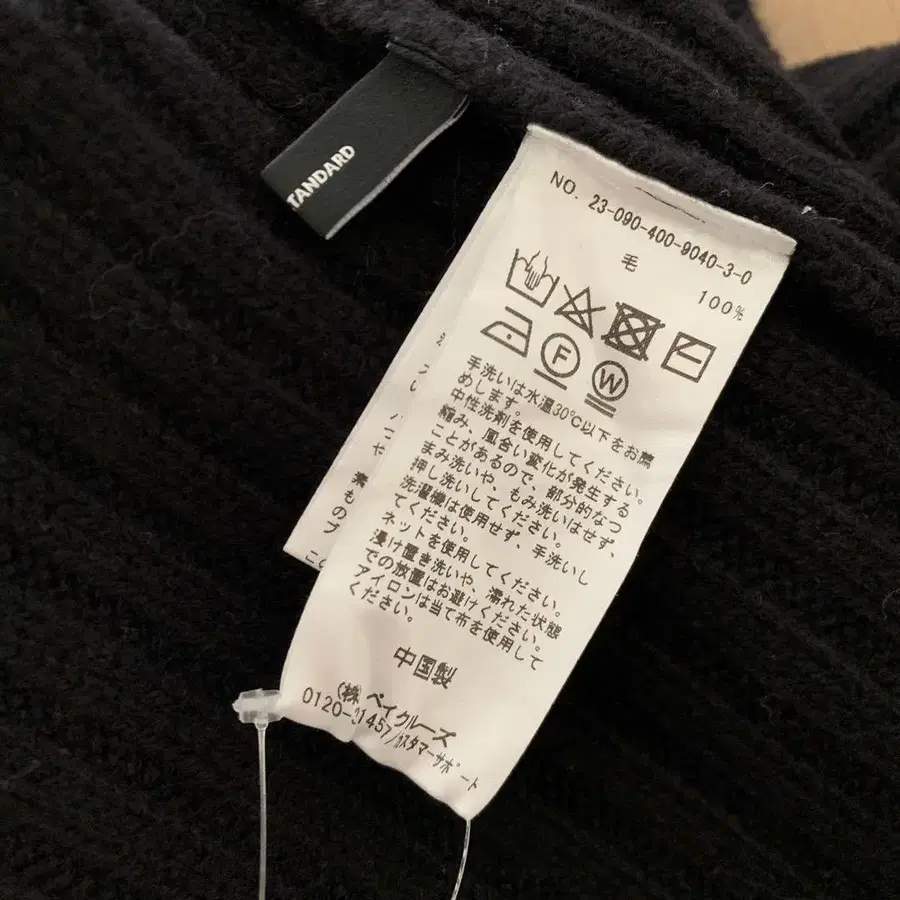 TANDARD
NO. 23-090-400-9040-3-0
毛
100%
F
W
手洗いは水温30℃以下をお薦
めします。
中性洗剤を使用してください。
縮み、風合い変化が発生する
ことがあるので、部分的なつ
まみ洗いや、もみ洗いはせず、
押し洗いしてください。
洗濯機は使用せず、手洗いし
てください。
ネットを使用してください。
浸け置き洗いや、濡れた状態
での放置はお避けください。
アイロンは当て布を使用して
ください。
中国製
(株)ベイクルーズ
カスタマーサポート